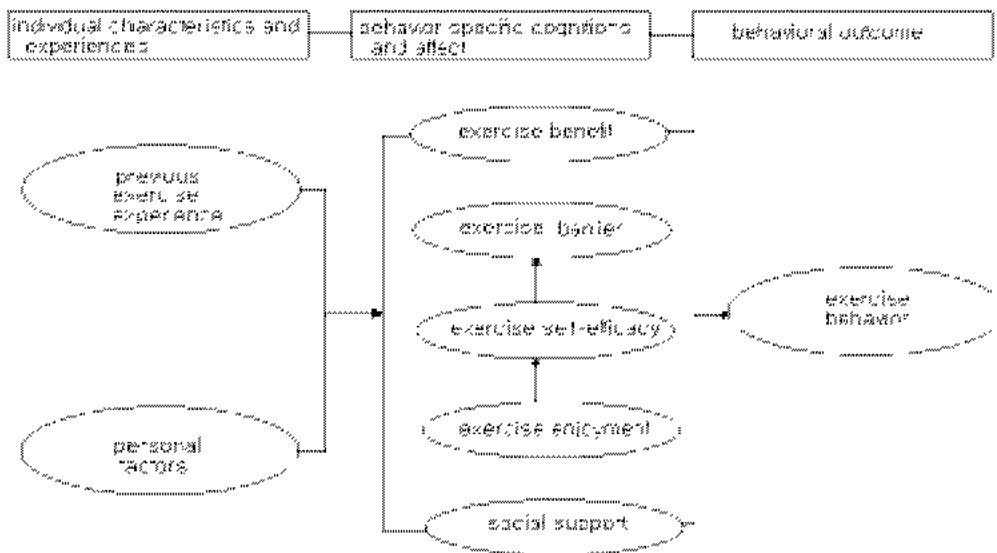 individual characteristics and
experiences
behavior specific cognitions
and affect
behavioral outcome
exercise benefit
previous
exercise
experience
exercise barrier
exercise
behavior
exercise self-efficacy
exercise enjoyment
personal
factors
social support